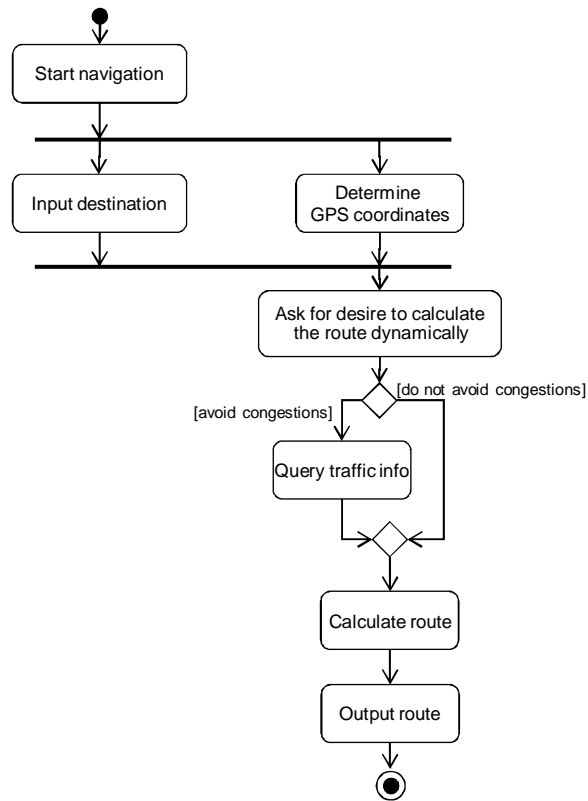 Start navigation
Input destination
Determine
GPS coordinates
Ask for desire to calculate
the route dynamically
[do not avoid congestions]
[avoid congestions]
Query traffic info
Calculate route
Output route